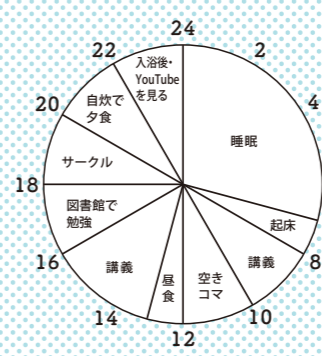 24
2
4
8
10
12
14
16
18
20
22
睡眠
起床
講義
空き
コマ
昼
食
講義
図書館で
勉強
サークル
自炊で
夕食
入浴後・
YouTube
を見る